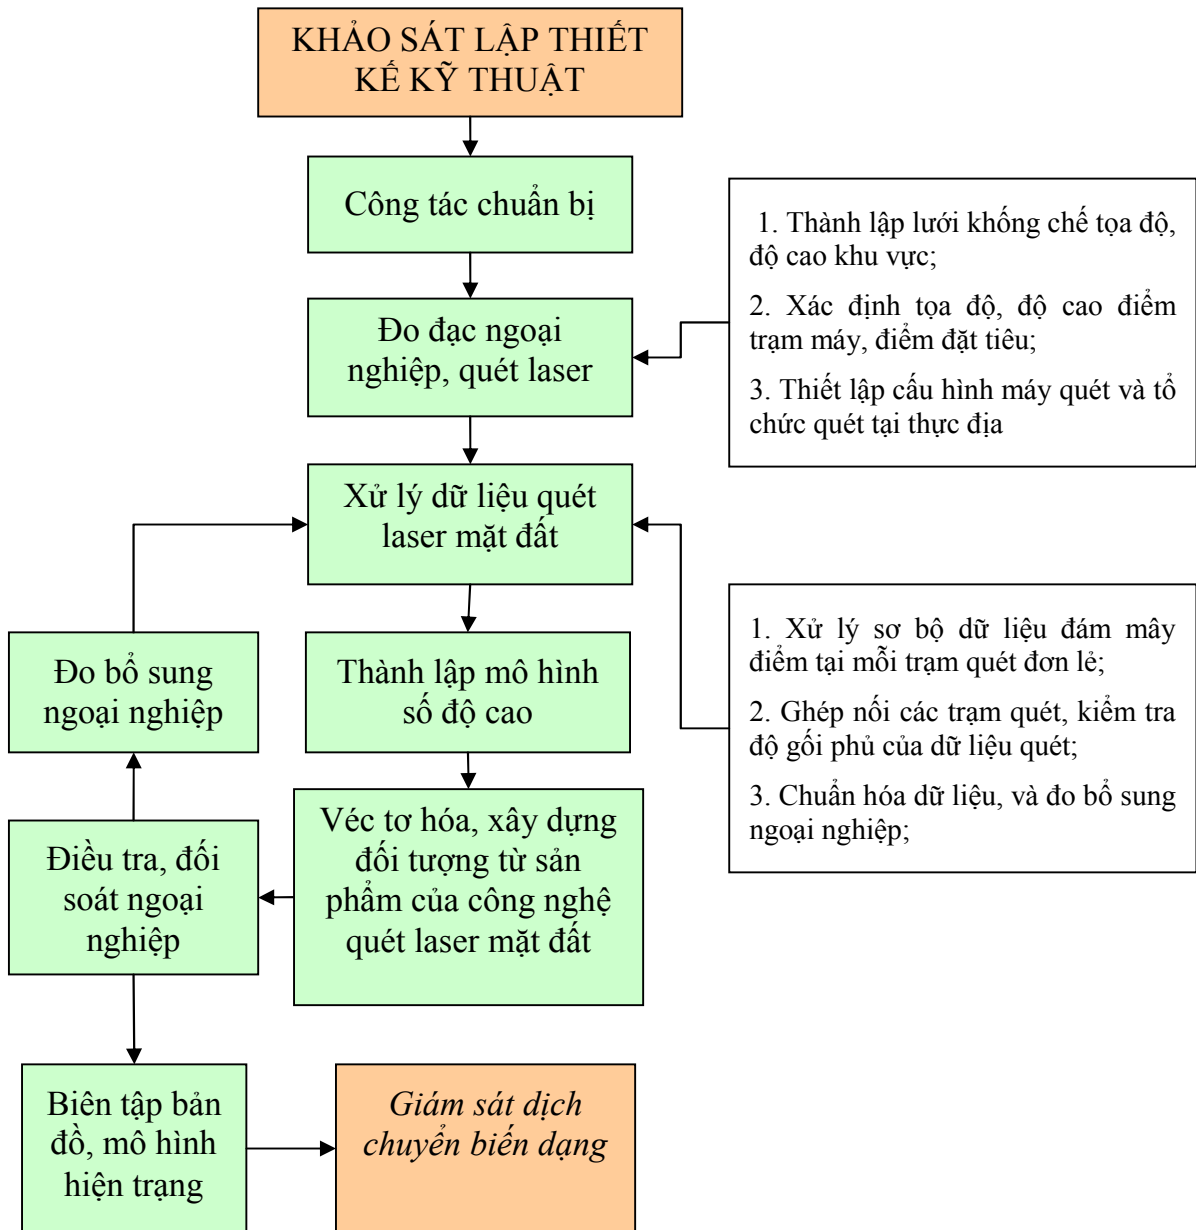 KHẢO SÁT LẬP THIẾT
KẾ KỸ THUẬT
Công tác chuẩn bị
Đo đạc ngoại
nghiệp, quét laser
1. Thành lập lưới khống chế tọa độ,
độ cao khu vực;
2. Xác định tọa độ, độ cao điểm
trạm máy, điểm đặt tiêu;
3. Thiết lập cấu hình máy quét và tổ
chức quét tại thực địa
Xử lý dữ liệu quét
laser mặt đất
1. Xử lý sơ bộ dữ liệu đám mây
điểm tại mỗi trạm quét đơn lẻ;
2. Ghép nối các trạm quét, kiểm tra
độ gối phủ của dữ liệu quét;
3. Chuẩn hóa dữ liệu, và đo bổ sung
ngoại nghiệp;
Đo bổ sung
ngoại nghiệp
Thành lập mô hình
số độ cao
Véc tơ hóa, xây dựng
đối tượng từ sản
phẩm của công nghệ
quét laser mặt đất
Điều tra, đối
soát ngoại
nghiệp
Biên tập bản
đồ, mô hình
hiện trạng
Giám sát dịch
chuyển biến dạng